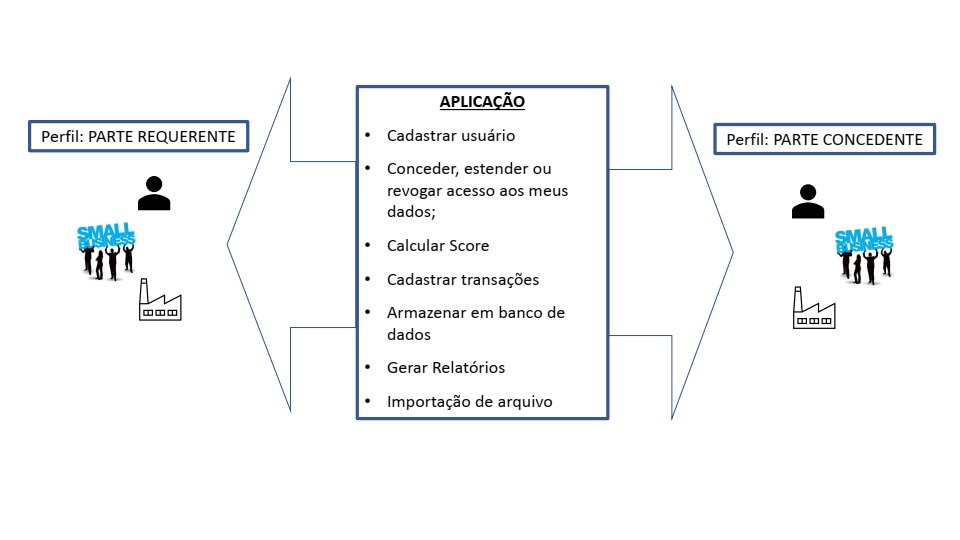 APLICAÇÃO
Perfil: PARTE REQUERENTE
Perfil: PARTE CONCEDENTE
• Cadastrar usuário
• Conceder, estender ou
revogar acesso aos meus
dados;
• Calcular Score
• Cadastrar transações
• Armazenar em banco de
dados
• Gerar Relatórios
• Importação de arquivo
SMALL
BUSINESS
SMALL
BUSINESS